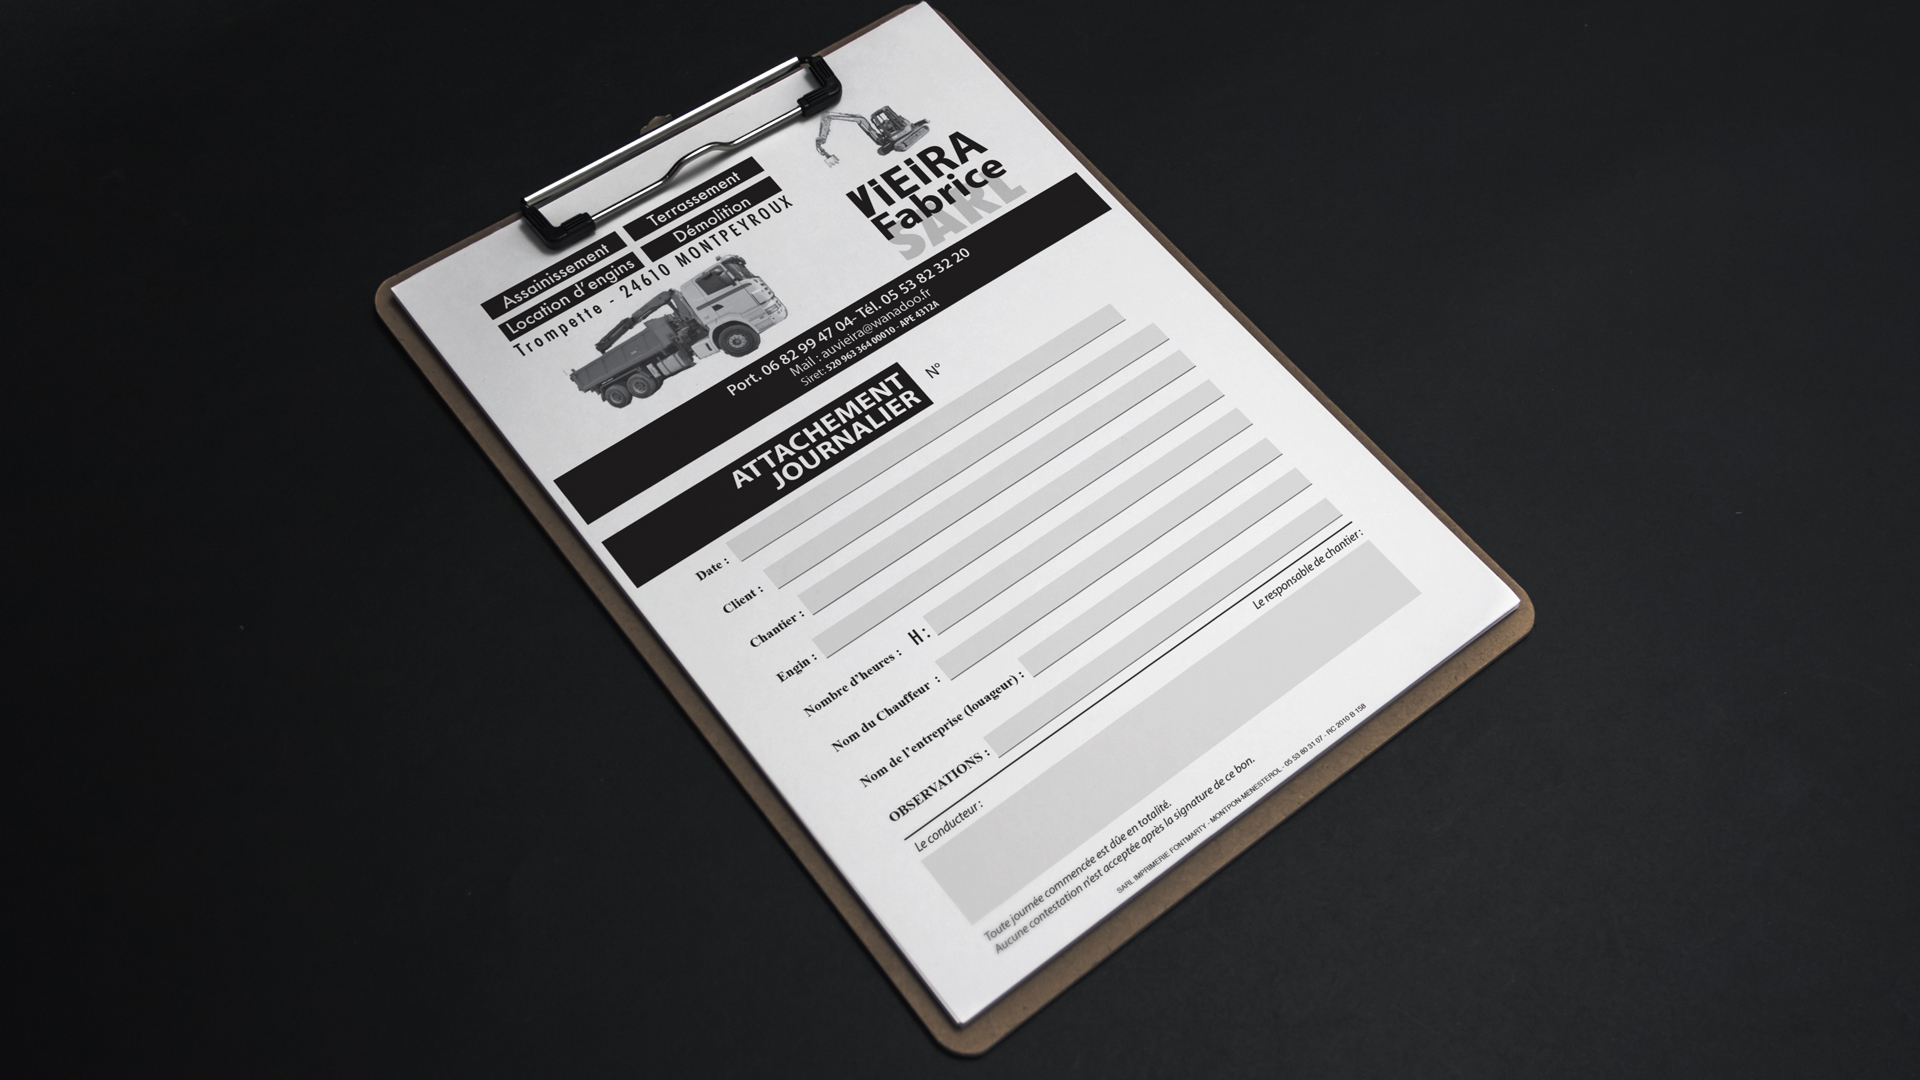 Assainissement
Terrassement
Location d'engins
Démolition
Trompette - 24610 MONTPEYROUX
ViEiRA
Fabrice
SARL
Port. 06 82 99 47 04- Tél. 05 53 82 32 20
Mail : auvieira@wanadoo.fr
Siret: 520 963 364 00010 - APE 4312A
ATTACHEMENT
JOURNALIER
N°
Date :
Client :
Chantier :
Engin :
Nombre d'heures : H :
Nom du Chauffeur :
Nom de l'entreprise (louageur) :
OBSERVATIONS :
Le conducteur :
Le responsable de chantier :
Toute journée commencée est dûe en totalité.
Aucune contestation n'est acceptée après la signature de ce bon.
SARL IMPRIMERIE FONTMARTY - MONTPON-MENESTEROL - 05 53 80 31 07 - RC 2010 B 158